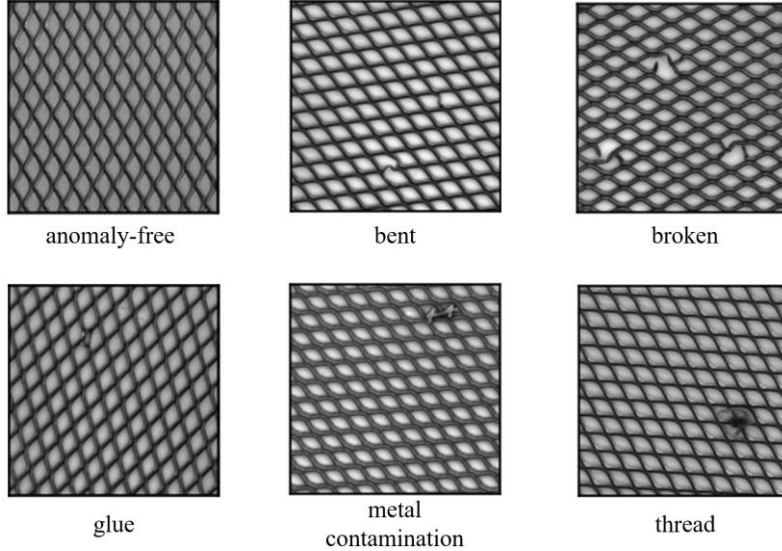 anomaly-free
bent
broken
glue
metal
contamination
thread